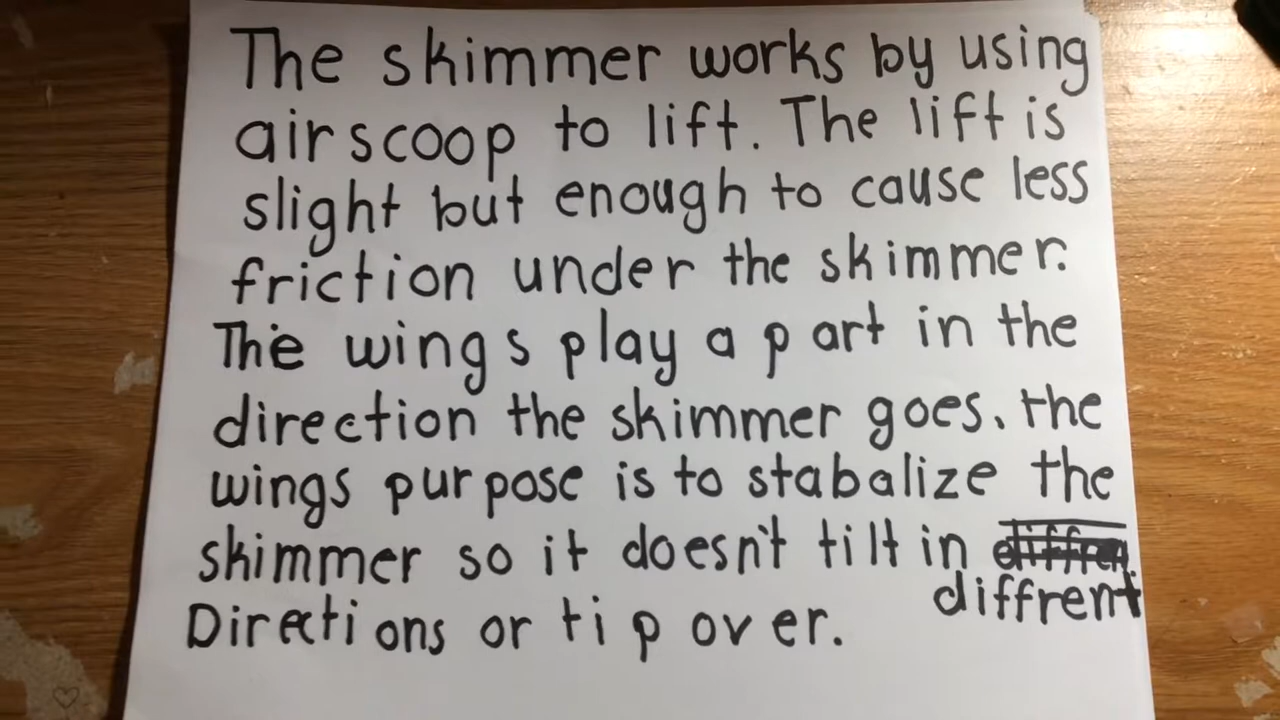 The skimmer works by using
airscoop to lift. The lift is
slight but enough to cause less
friction under the skimmer.
The wings play a part in the
direction the skimmer goes. the
wings purpose is to stabalize the
skimmer so it doesn't tilt in diffren
diffrent
Directions or tip over.